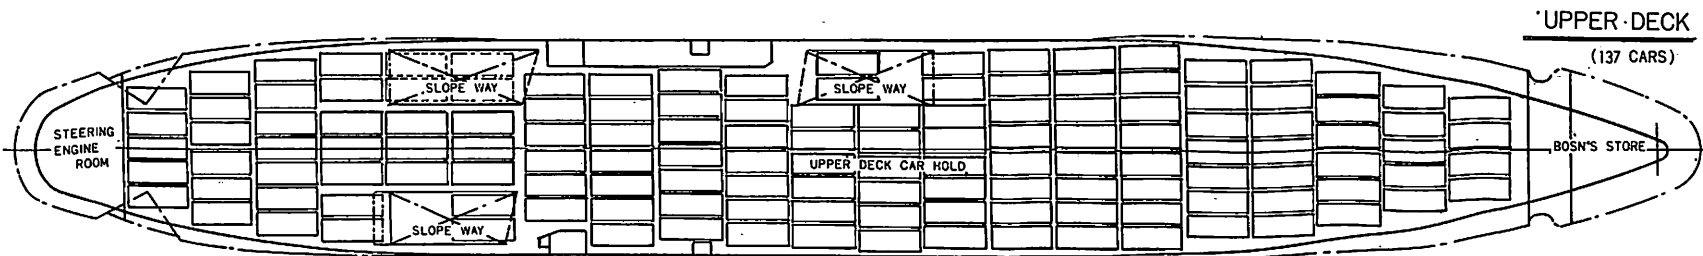 UPPER·DECK
(137 CARS)
SLOPE WAY
SLOPE WAY
STEERING
ENGINE
ROOM
UPPER DECK CAR HOLD
BOSN'S STORE
SLOPE WAY